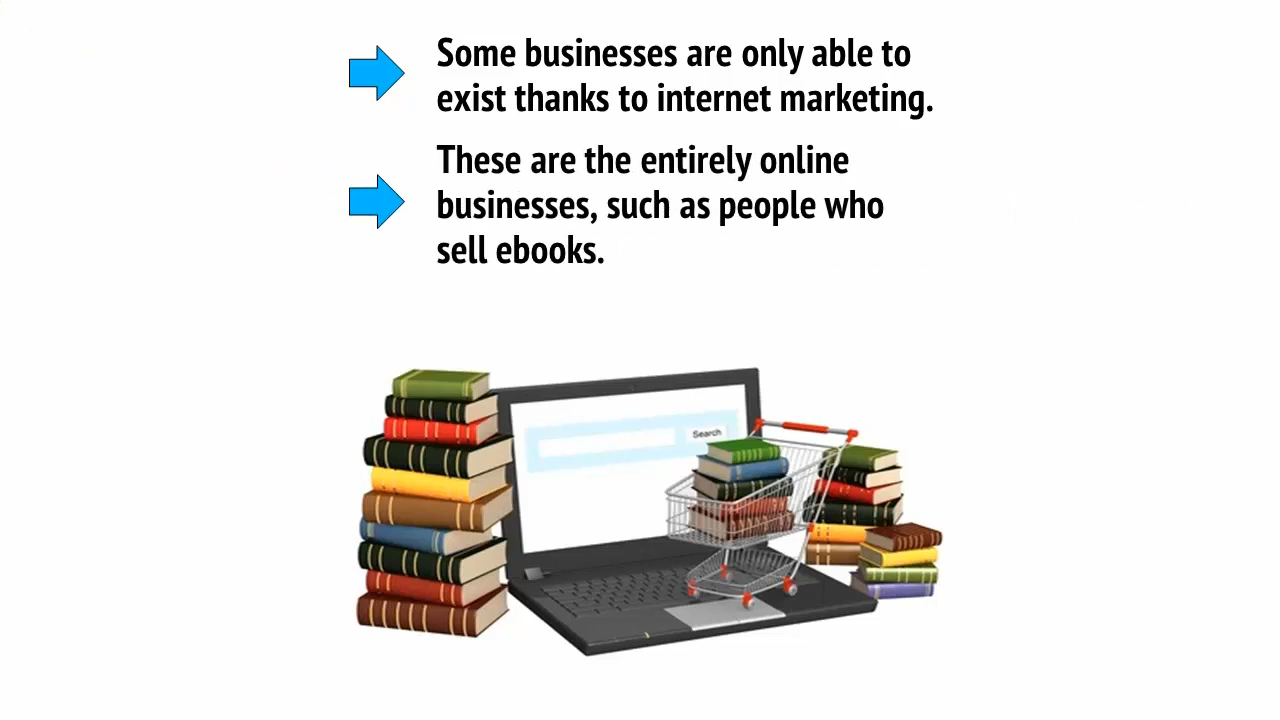 Some businesses are only able to
exist thanks to internet marketing.
These are the entirely online
businesses, such as people who
sell ebooks.
Search